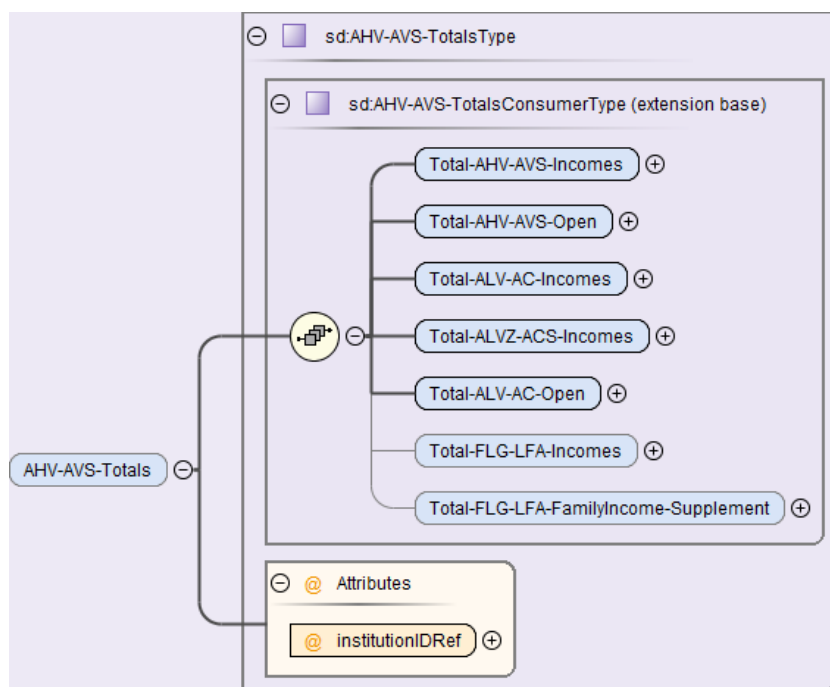 sd:AHV-AVS-TotalsType
sd:AHV-AVS-TotalsConsumerType (extension base)
Total-AHV-AVS-Incomes
Total-AHV-AVS-Open
Total-ALV-AC-Incomes
Total-ALVZ-ACS-Incomes
Total-ALV-AC-Open
Total-FLG-LFA-Incomes
Total-FLG-LFA-FamilyIncome-Supplement
AHV-AVS-Totals
@ Attributes
@ institutionIDRef